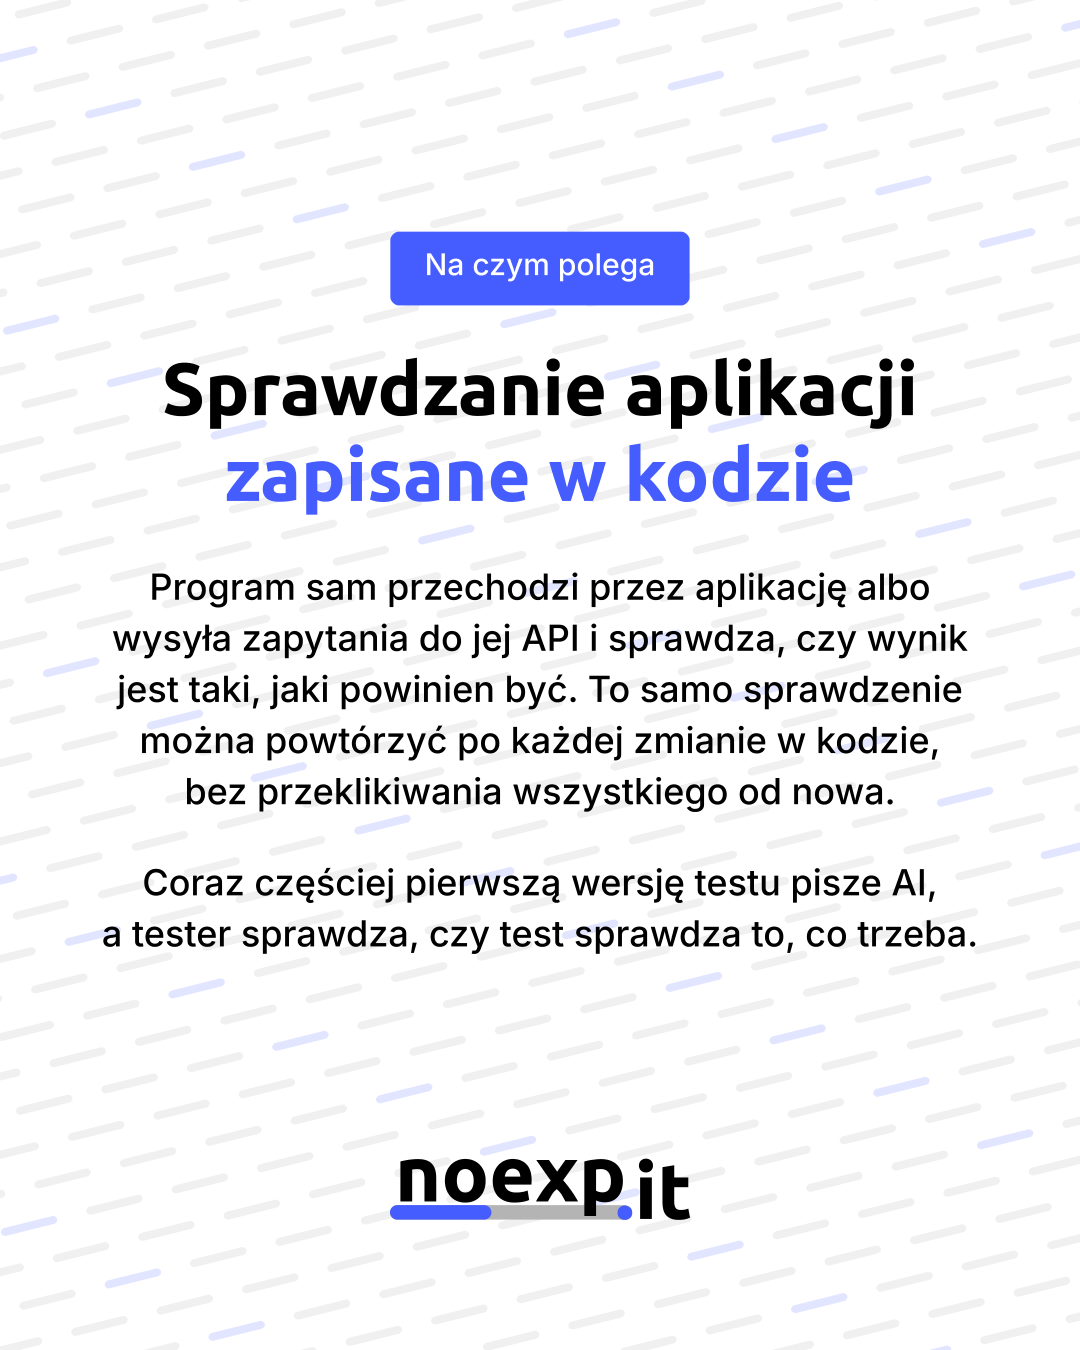 Na czym polega
Sprawdzanie aplikacji
zapisane w kodzie
Program sam przechodzi przez aplikację albo
wysyła zapytania do jej API i sprawdza, czy wynik
jest taki, jaki powinien być. To samo sprawdzenie
można powtórzyć po każdej zmianie w kodzie,
bez przeklikiwania wszystkiego od nowa.
Coraz częściej pierwszą wersję testu pisze AI,
a tester sprawdza, czy test sprawdza to, co trzeba.
noexp.it